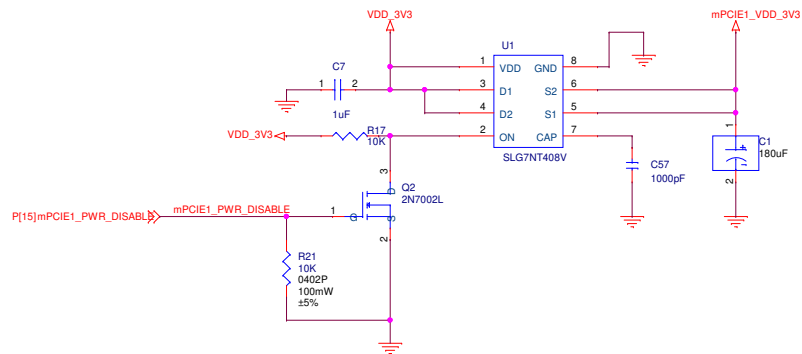 VDD_3V3
mPCIE1_VDD_3V3
U1
1 VDD GND 8
C7
1 2
3 D1 S2 6
1uF
4 D2 S1 5
R17
VDD_3V3
10K
2 ON CAP 7
SLG7NT408V
1
C1
180uF
2
C57
1000pF
3
D
Q2
2N7002L
mPCIE1_PWR_DISABLE
P[15]mPCIE1_PWR_DISABLE
1
G
S
2
R21
10K
0402P
100mW
±5%